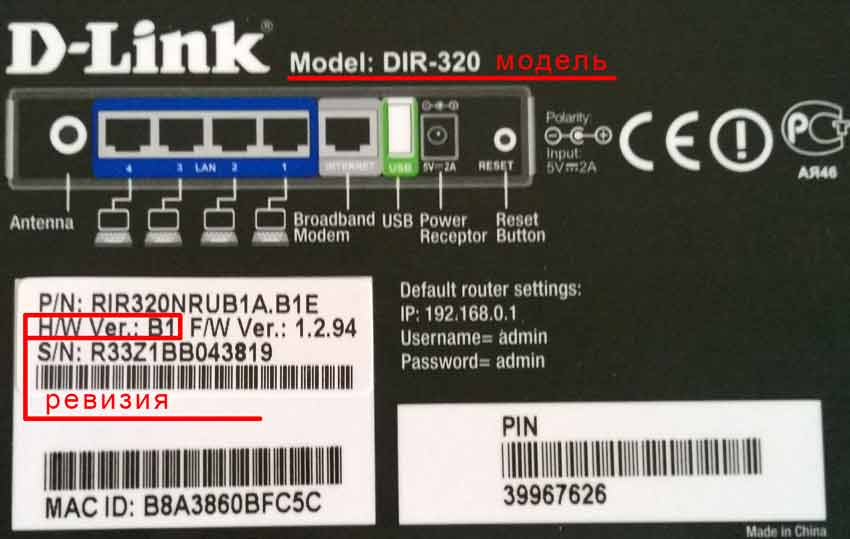 D-Link®
Model: DIR-320 модель
4 3 LAN 2 1 INTERNET USB 5V⎓2A RESET
Polarity:
Input:
5V⎓2A
CE
PCT
АЯ46
Antenna
Broadband Modem
USB
Power Receptor
Reset Button
P/N: RIR320NRUB1A.B1E
H/W Ver.: B1 F/W Ver.: 1.2.94
S/N: R33Z1BB043819
ревизия
MAC ID: B8A3860BFC5C
Default router settings:
IP: 192.168.0.1
Username= admin
Password= admin
PIN
39967626
Made in China